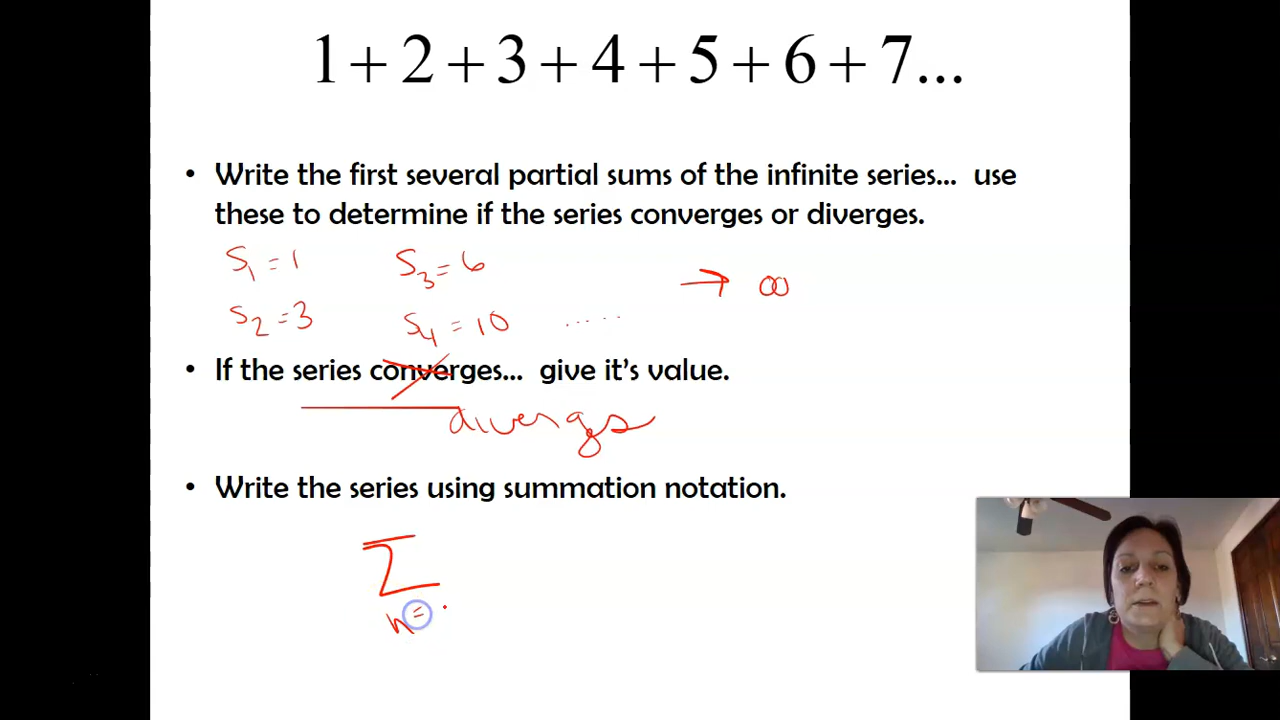 1+2+3+4+5+6+7...
• Write the first several partial sums of the infinite series... use
these to determine if the series converges or diverges.
S₁ = 1 S₃ = 6 → ∞
S₂ = 3 S₄ = 10 .....
• If the series converges... give it's value.
divergs
• Write the series using summation notation.
Σ
n=